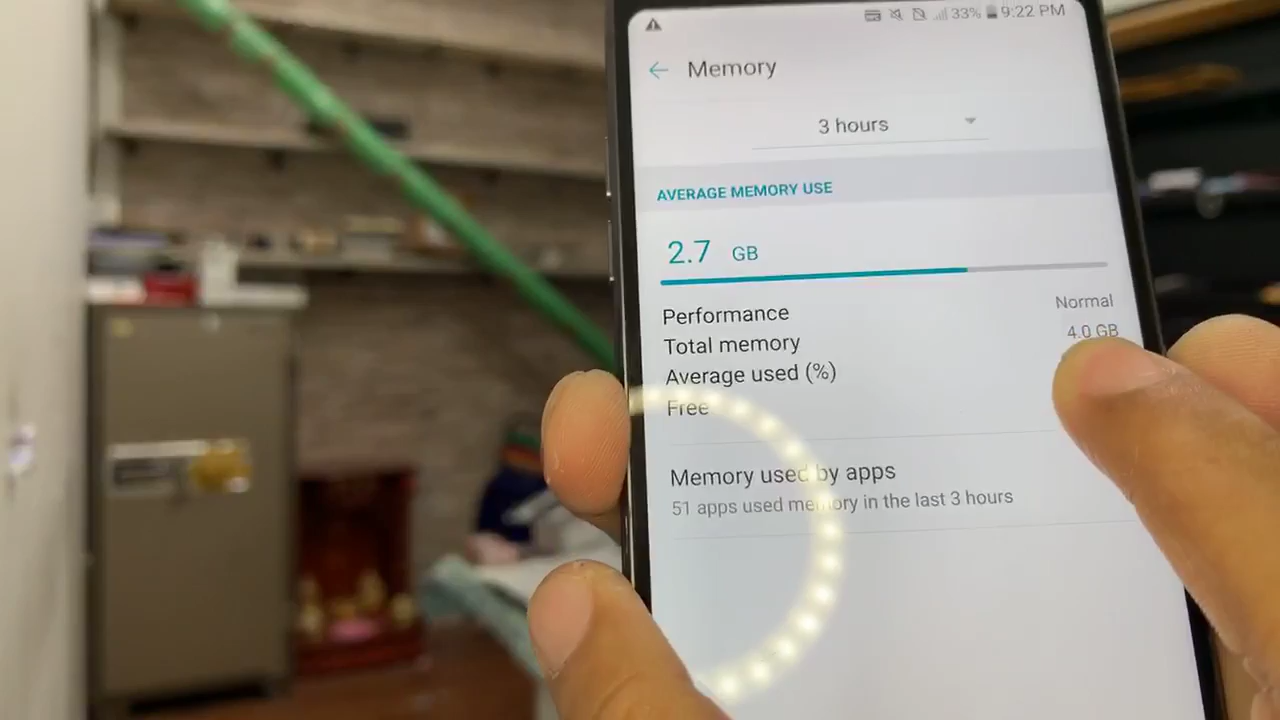 33% 9:22 PM
Memory
3 hours
AVERAGE MEMORY USE
2.7 GB
Performance Normal
Total memory 4.0 GB
Average used (%)
Free
Memory used by apps
51 apps used memory in the last 3 hours